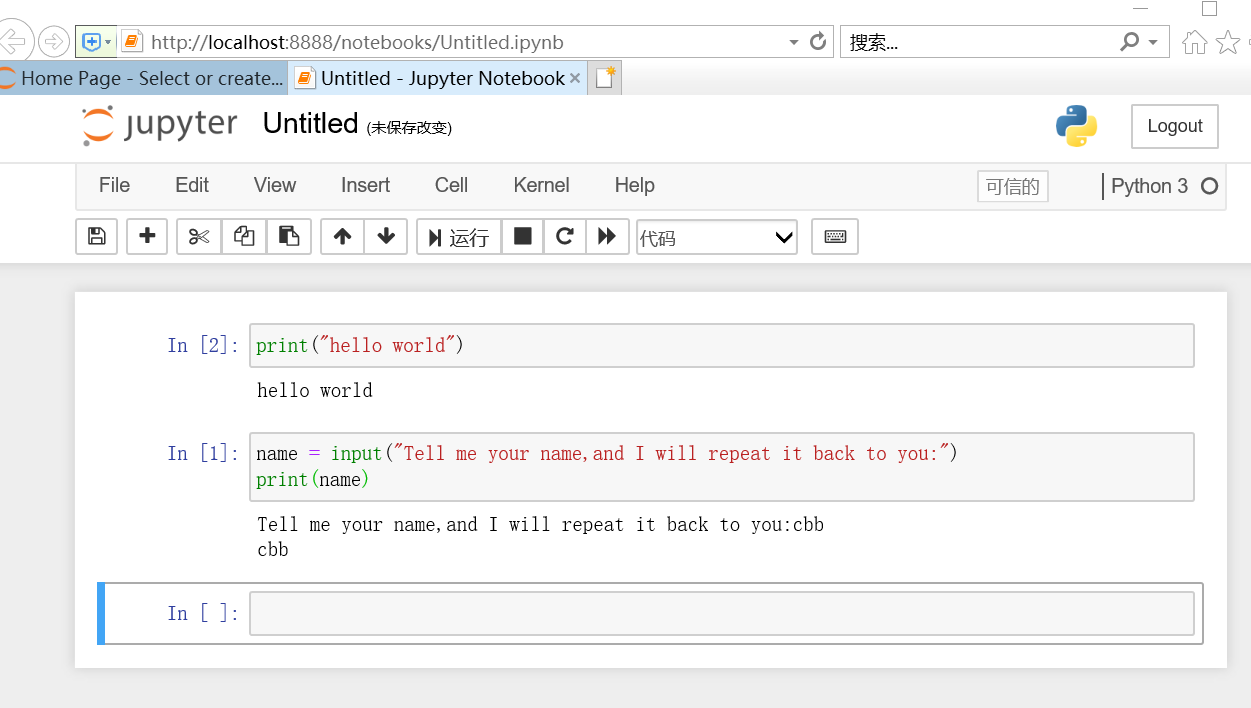 http://localhost:8888/notebooks/Untitled.ipynb
搜索...
Home Page - Select or create...
Untitled - Jupyter Notebook
jupyter Untitled (未保存改变)
Logout
File Edit View Insert Cell Kernel Help
可信的
Python 3
运行
代码
In [2]: print("hello world")
hello world
In [1]: name = input("Tell me your name,and I will repeat it back to you:")
print(name)
Tell me your name,and I will repeat it back to you:cbb
cbb
In [ ]: